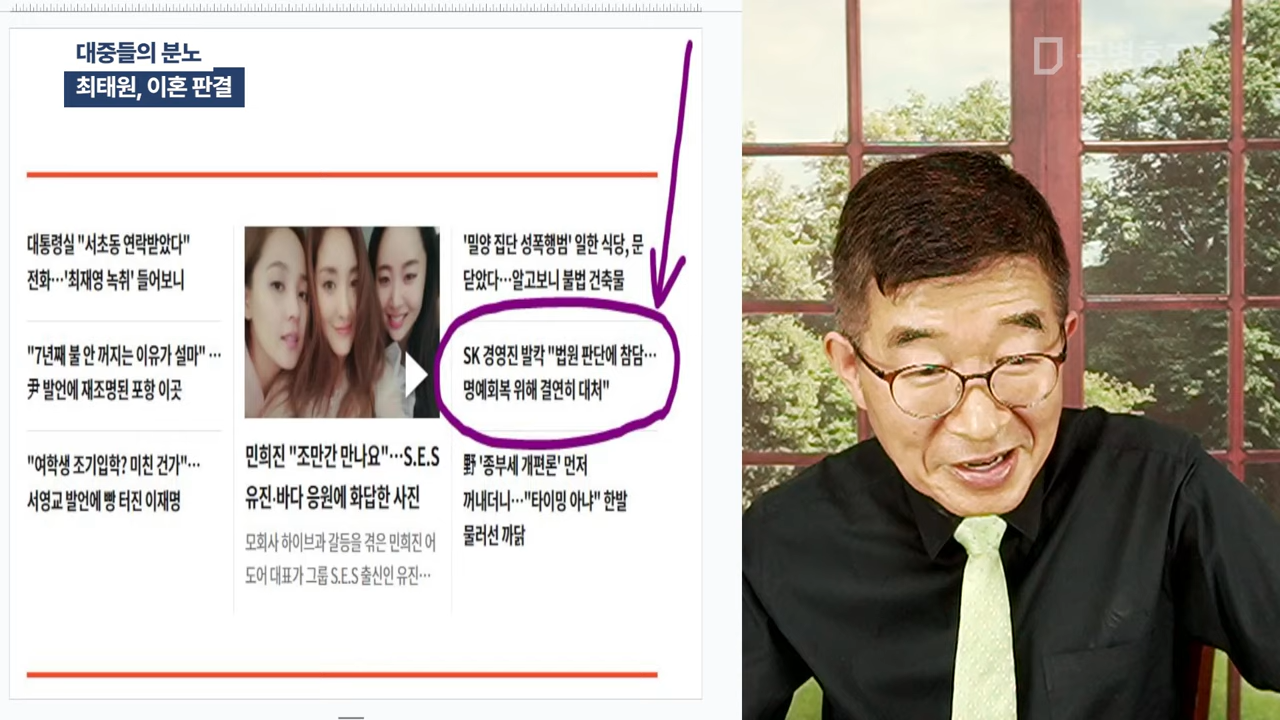 대중들의 분노
최태원, 이혼 판결
대통령실 "서초동 연락받았다"
전화…'최재영 녹취' 들어보니
"7년째 불 안 꺼지는 이유가 설마" …
尹 발언에 재조명된 포항 이곳
"여학생 조기입학? 미친 건가"…
서영교 발언에 빵 터진 이재명
민희진 "조만간 만나요"…S.E.S
유진·바다 응원에 화답한 사진
모회사 하이브과 갈등을 겪은 민희진 어
도어 대표가 그룹 S.E.S 출신인 유진…
'밀양 집단 성폭행범' 일한 식당, 문
닫았다…알고보니 불법 건축물
SK 경영진 발칵 "법원 판단에 참담…
명예회복 위해 결연히 대처"
野 '종부세 개편론' 먼저
꺼내더니…"타이밍 아냐" 한발
물러선 까닭